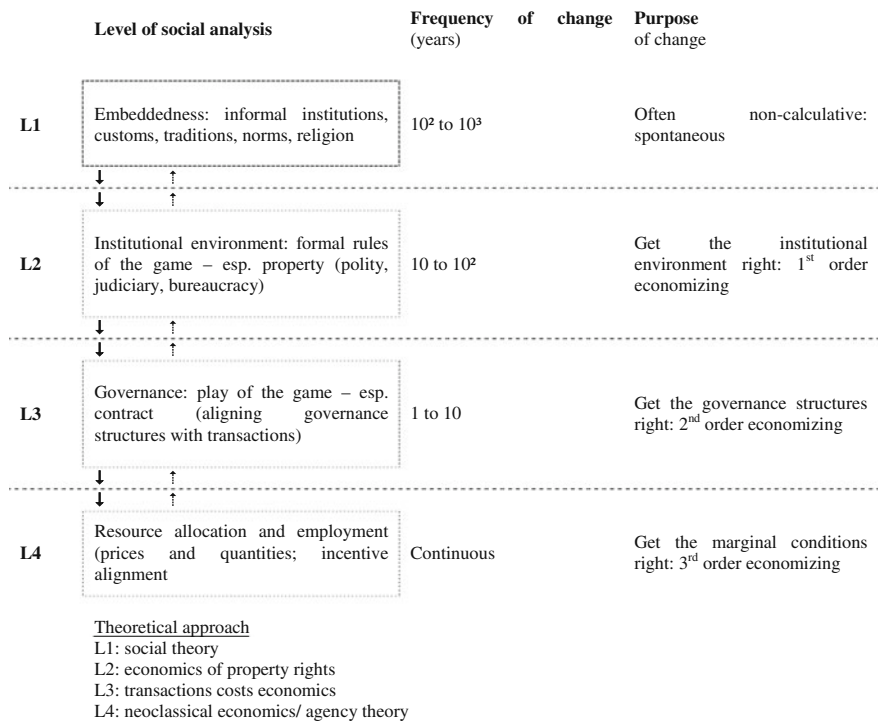 Level of social analysis
Frequency of change
(years)
Purpose
of change
L1
Embeddedness: informal institutions,
customs, traditions, norms, religion
10² to 10³
Often non-calculative:
spontaneous
L2
Institutional environment: formal rules
of the game – esp. property (polity,
judiciary, bureaucracy)
10 to 10²
Get the institutional
environment right: 1st order
economizing
L3
Governance: play of the game – esp.
contract (aligning governance
structures with transactions)
1 to 10
Get the governance structures
right: 2nd order economizing
L4
Resource allocation and employment
(prices and quantities; incentive
alignment
Continuous
Get the marginal conditions
right: 3rd order economizing
Theoretical approach
L1: social theory
L2: economics of property rights
L3: transactions costs economics
L4: neoclassical economics/ agency theory